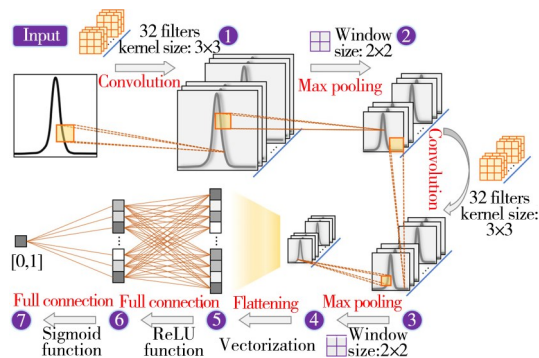 Input
32 filters
kernel size: 3×3
1
Convolution
Window
size: 2×2
2
Max pooling
Convolution
32 filters
kernel size:
3×3
[0,1]
Full connection
Full connection
Flattening
Max pooling
7
6
5
4
3
Sigmoid
function
ReLU
function
Vectorization
Window
size:2×2